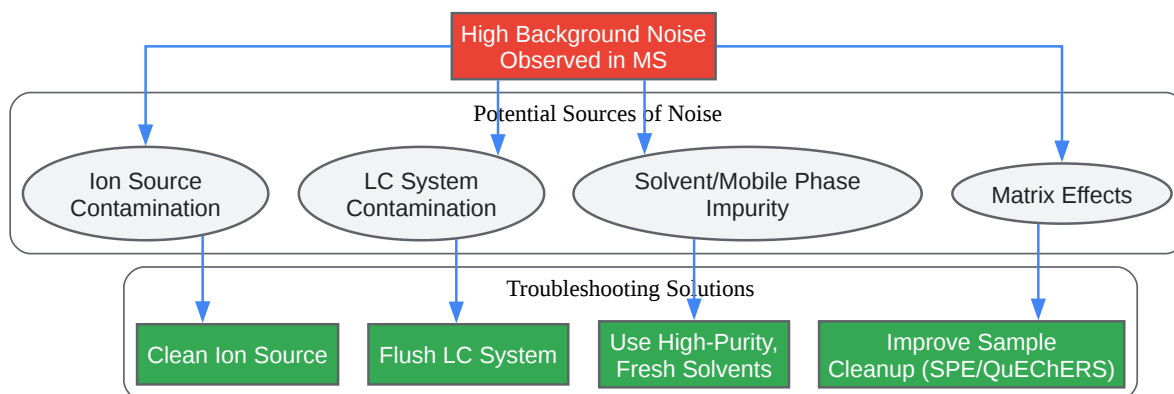 High Background Noise
Observed in MS
Potential Sources of Noise
Ion Source
Contamination
LC System
Contamination
Solvent/Mobile Phase
Impurity
Matrix Effects
Troubleshooting Solutions
Clean Ion Source
Flush LC System
Use High-Purity,
Fresh Solvents
Improve Sample
Cleanup (SPE/QuEChERS)